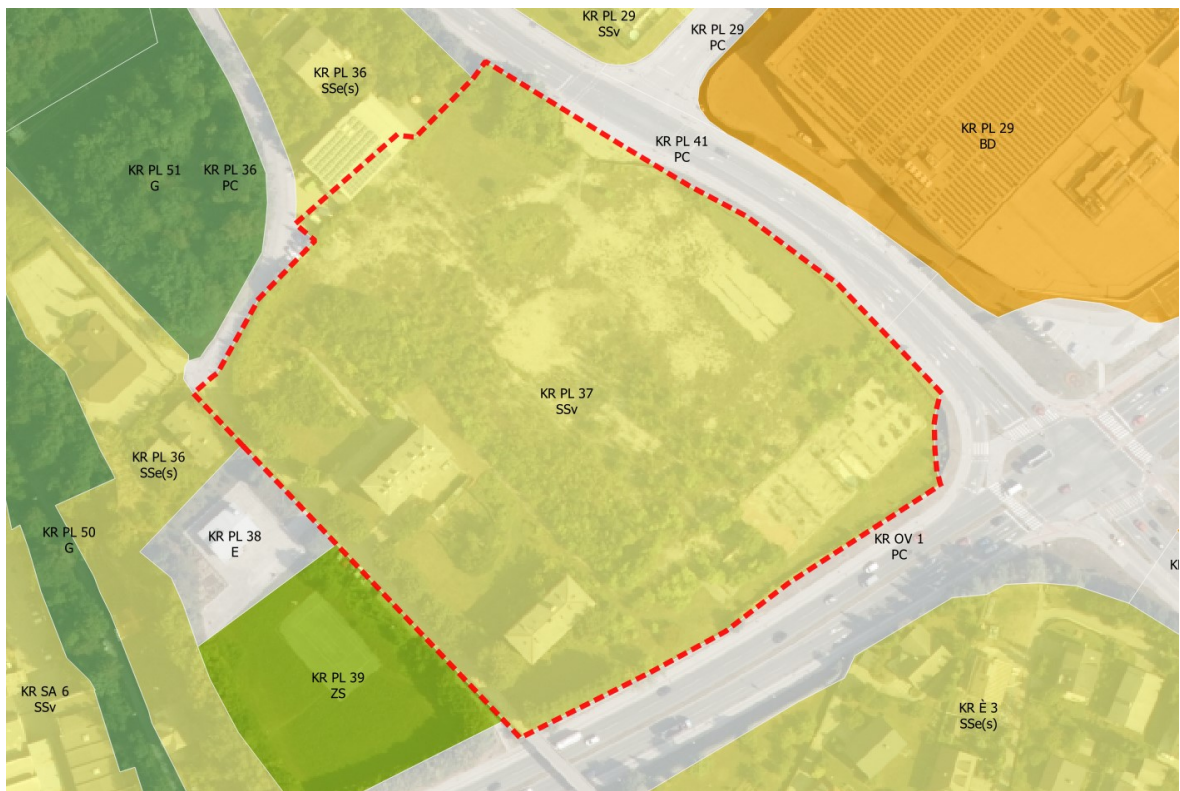 KR PL 29
SSv
KR PL 29
PC
KR PL 36
SSe(s)
KR PL 29
BD
KR PL 41
PC
KR PL 51
G
KR PL 36
PC
KR PL 37
SSv
KR PL 36
SSe(s)
KR PL 50
G
KR PL 38
E
KR OV 1
PC
KR PL 39
ZS
KR SA 6
SSv
KR È 3
SSe(s)